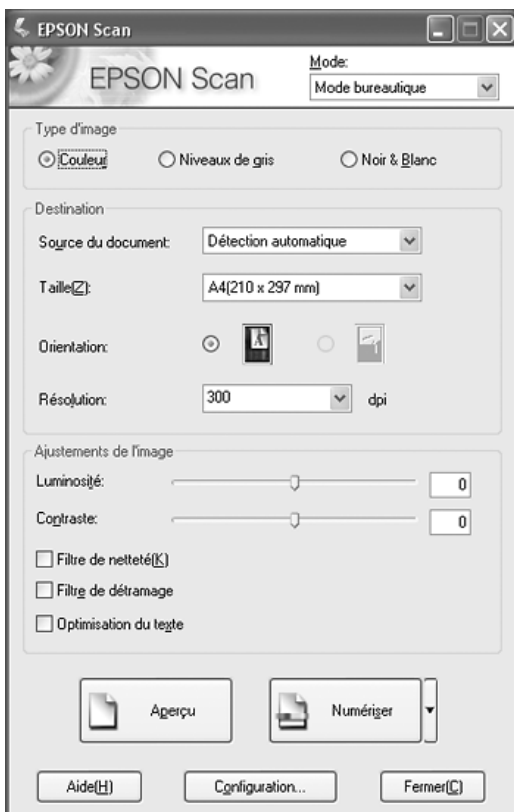 EPSON Scan
EPSON Scan
Mode:
Mode bureautique
Type d'image
Couleur Niveaux de gris Noir & Blanc
Destination
Source du document: Détection automatique
Taille(Z): A4(210 x 297 mm)
Orientation:
Résolution: 300 dpi
Ajustements de l'image
Luminosité: 0
Contraste: 0
Filtre de netteté(K)
Filtre de détramage
Optimisation du texte
Aperçu Numériser
Aide(H) Configuration... Fermer(C)